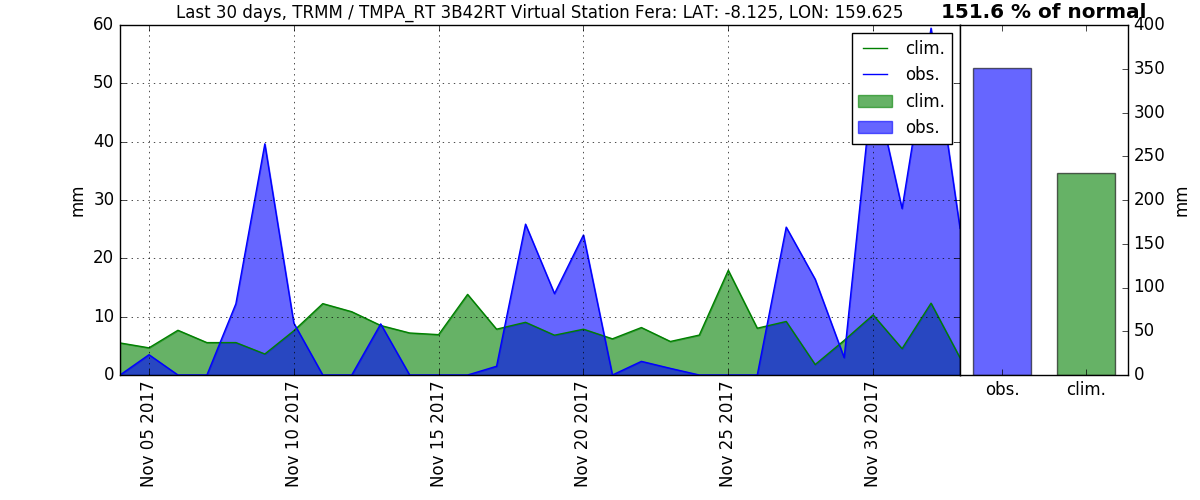 Last 30 days, TRMM / TMPA_RT 3B42RT Virtual Station Fera: LAT: -8.125, LON: 159.625
151.6 % of normal
60
50
40
30
20
10
0
mm
clim.
obs.
clim.
obs.
Nov 05 2017
Nov 10 2017
Nov 15 2017
Nov 20 2017
Nov 25 2017
Nov 30 2017
400
350
300
250
200
150
100
50
0
mm
obs.
clim.